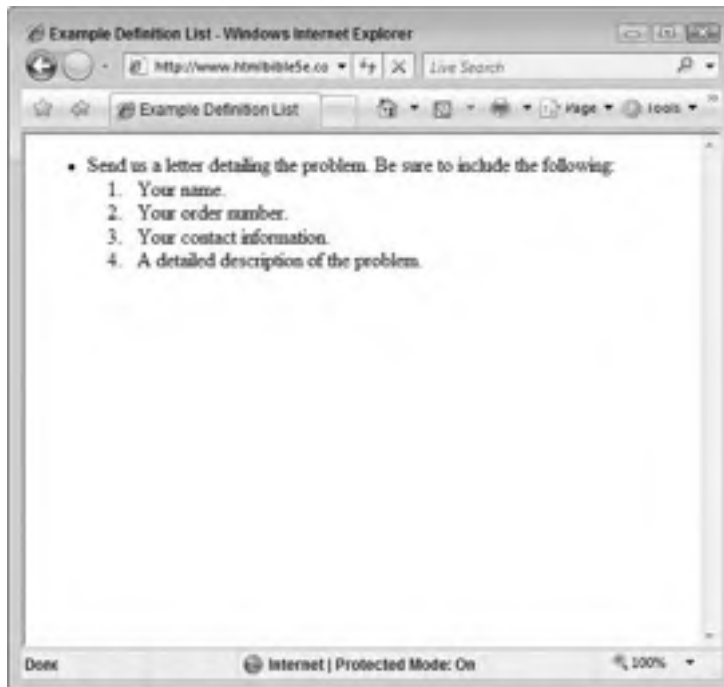 Example Definition List - Windows Internet Explorer
http://www.htmlbible5e.co
Live Search
Example Definition List
Page
Tools
• Send us a letter detailing the problem. Be sure to include the following:
1. Your name.
2. Your order number.
3. Your contact information.
4. A detailed description of the problem.
Done
Internet | Protected Mode: On
100%